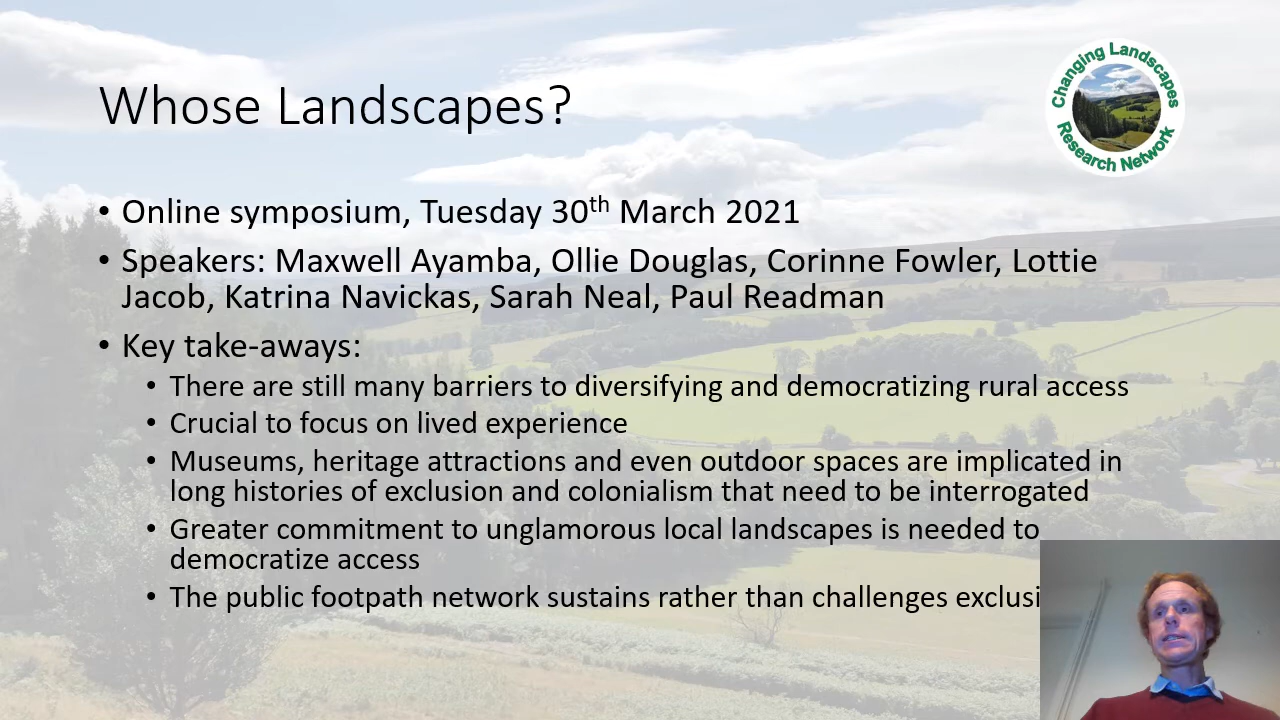 Whose Landscapes?
Changing Landscapes
Research Network
• Online symposium, Tuesday 30th March 2021
• Speakers: Maxwell Ayamba, Ollie Douglas, Corinne Fowler, Lottie
Jacob, Katrina Navickas, Sarah Neal, Paul Readman
• Key take-aways:
• There are still many barriers to diversifying and democratizing rural access
• Crucial to focus on lived experience
• Museums, heritage attractions and even outdoor spaces are implicated in
long histories of exclusion and colonialism that need to be interrogated
• Greater commitment to unglamorous local landscapes is needed to
democratize access
• The public footpath network sustains rather than challenges exclusi